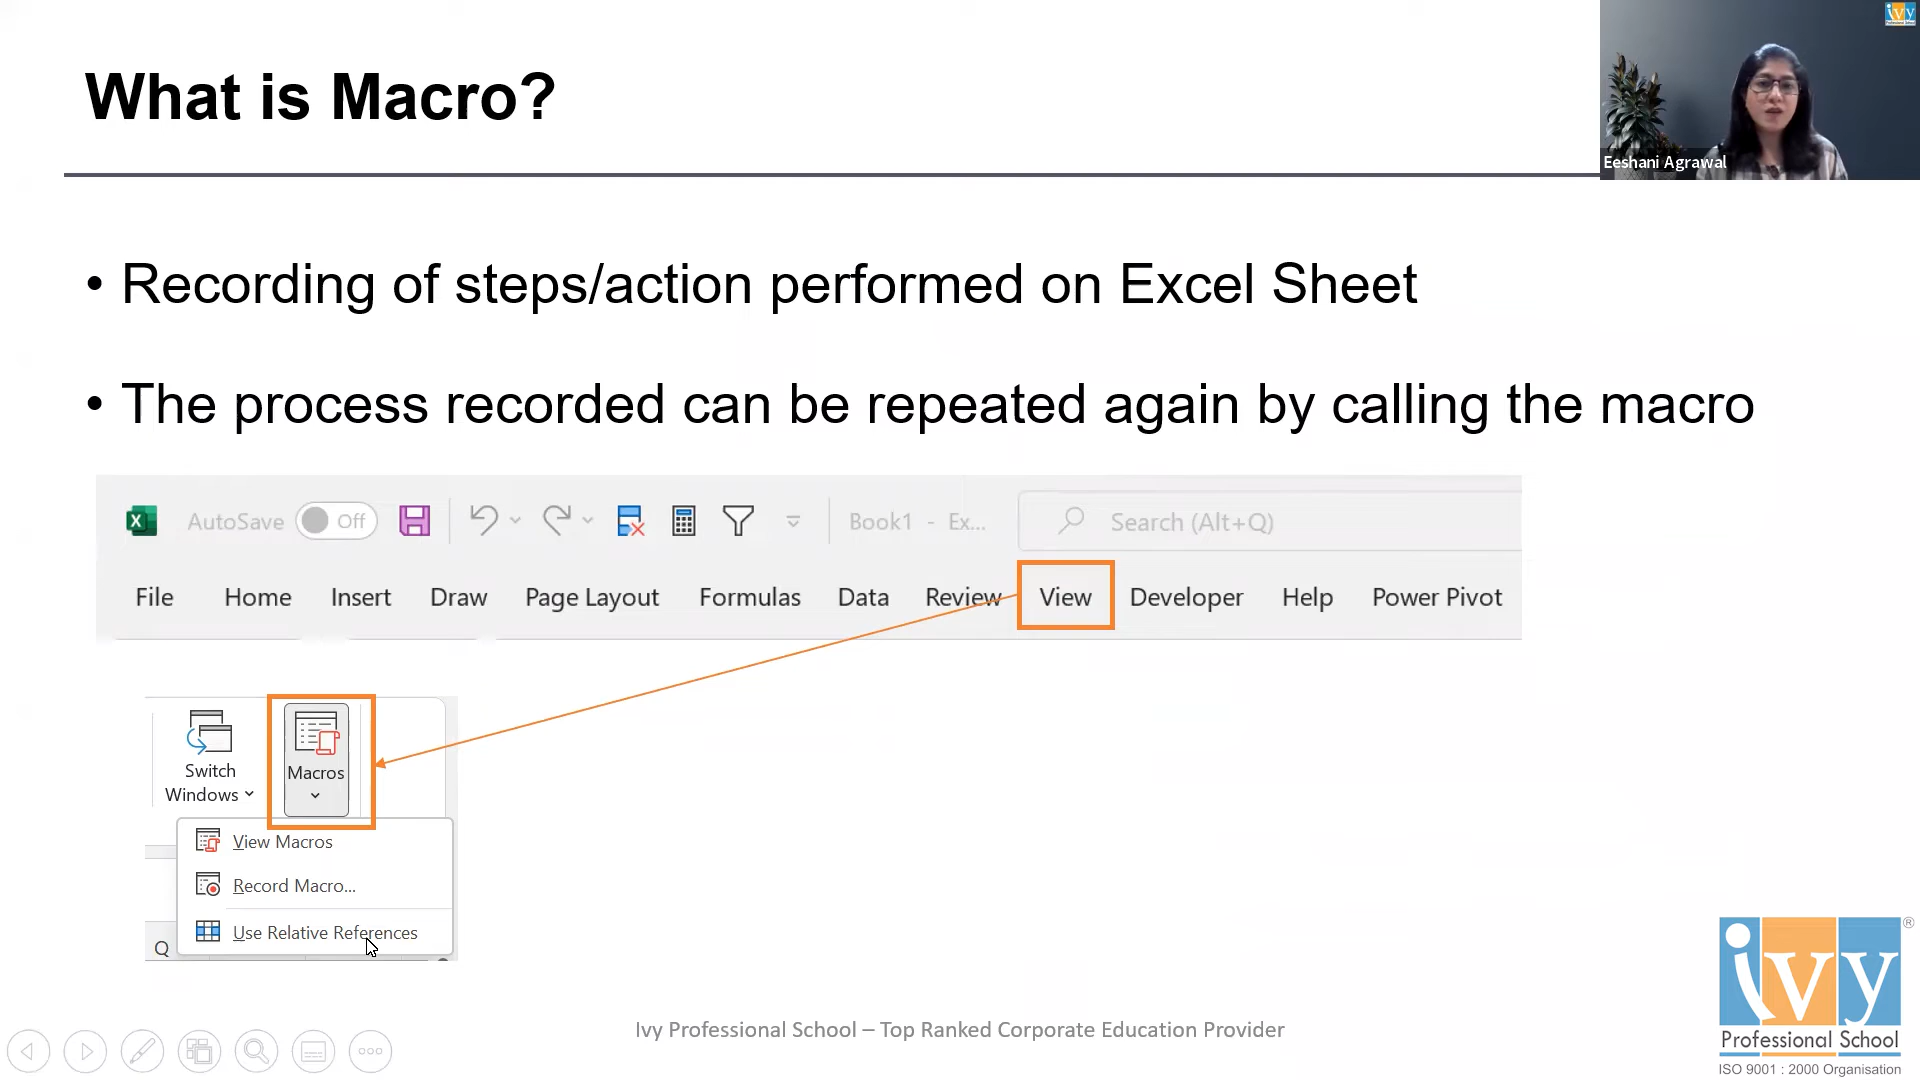 What is Macro?
ivy
Eeshani Agrawal
• Recording of steps/action performed on Excel Sheet
• The process recorded can be repeated again by calling the macro
AutoSave Off Book1 - Ex... Search (Alt+Q)
File Home Insert Draw Page Layout Formulas Data Review View Developer Help Power Pivot
Switch
Windows
Macros
View Macros
Record Macro...
Use Relative References
Q
Ivy Professional School – Top Ranked Corporate Education Provider
ivy ®
Professional School
ISO 9001 : 2000 Organisation